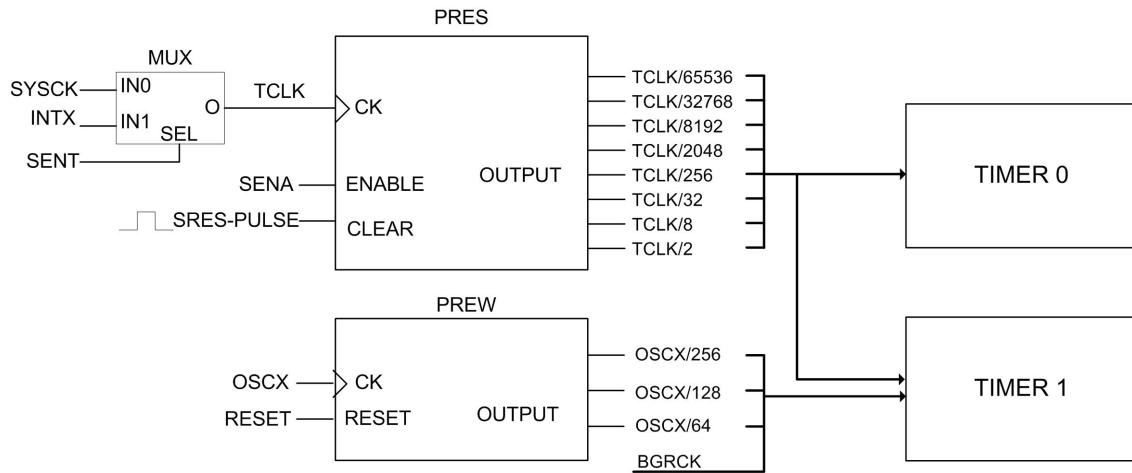 PRES
MUX
SYSCK
IN0
TCLK
O
INTX
IN1
SEL
SENT
CK
SENA
ENABLE
SRES-PULSE
CLEAR
OUTPUT
TCLK/65536
TCLK/32768
TCLK/8192
TCLK/2048
TCLK/256
TCLK/32
TCLK/8
TCLK/2
TIMER 0
PREW
OSCX
CK
RESET
RESET
OUTPUT
OSCX/256
OSCX/128
OSCX/64
BGRCK
TIMER 1